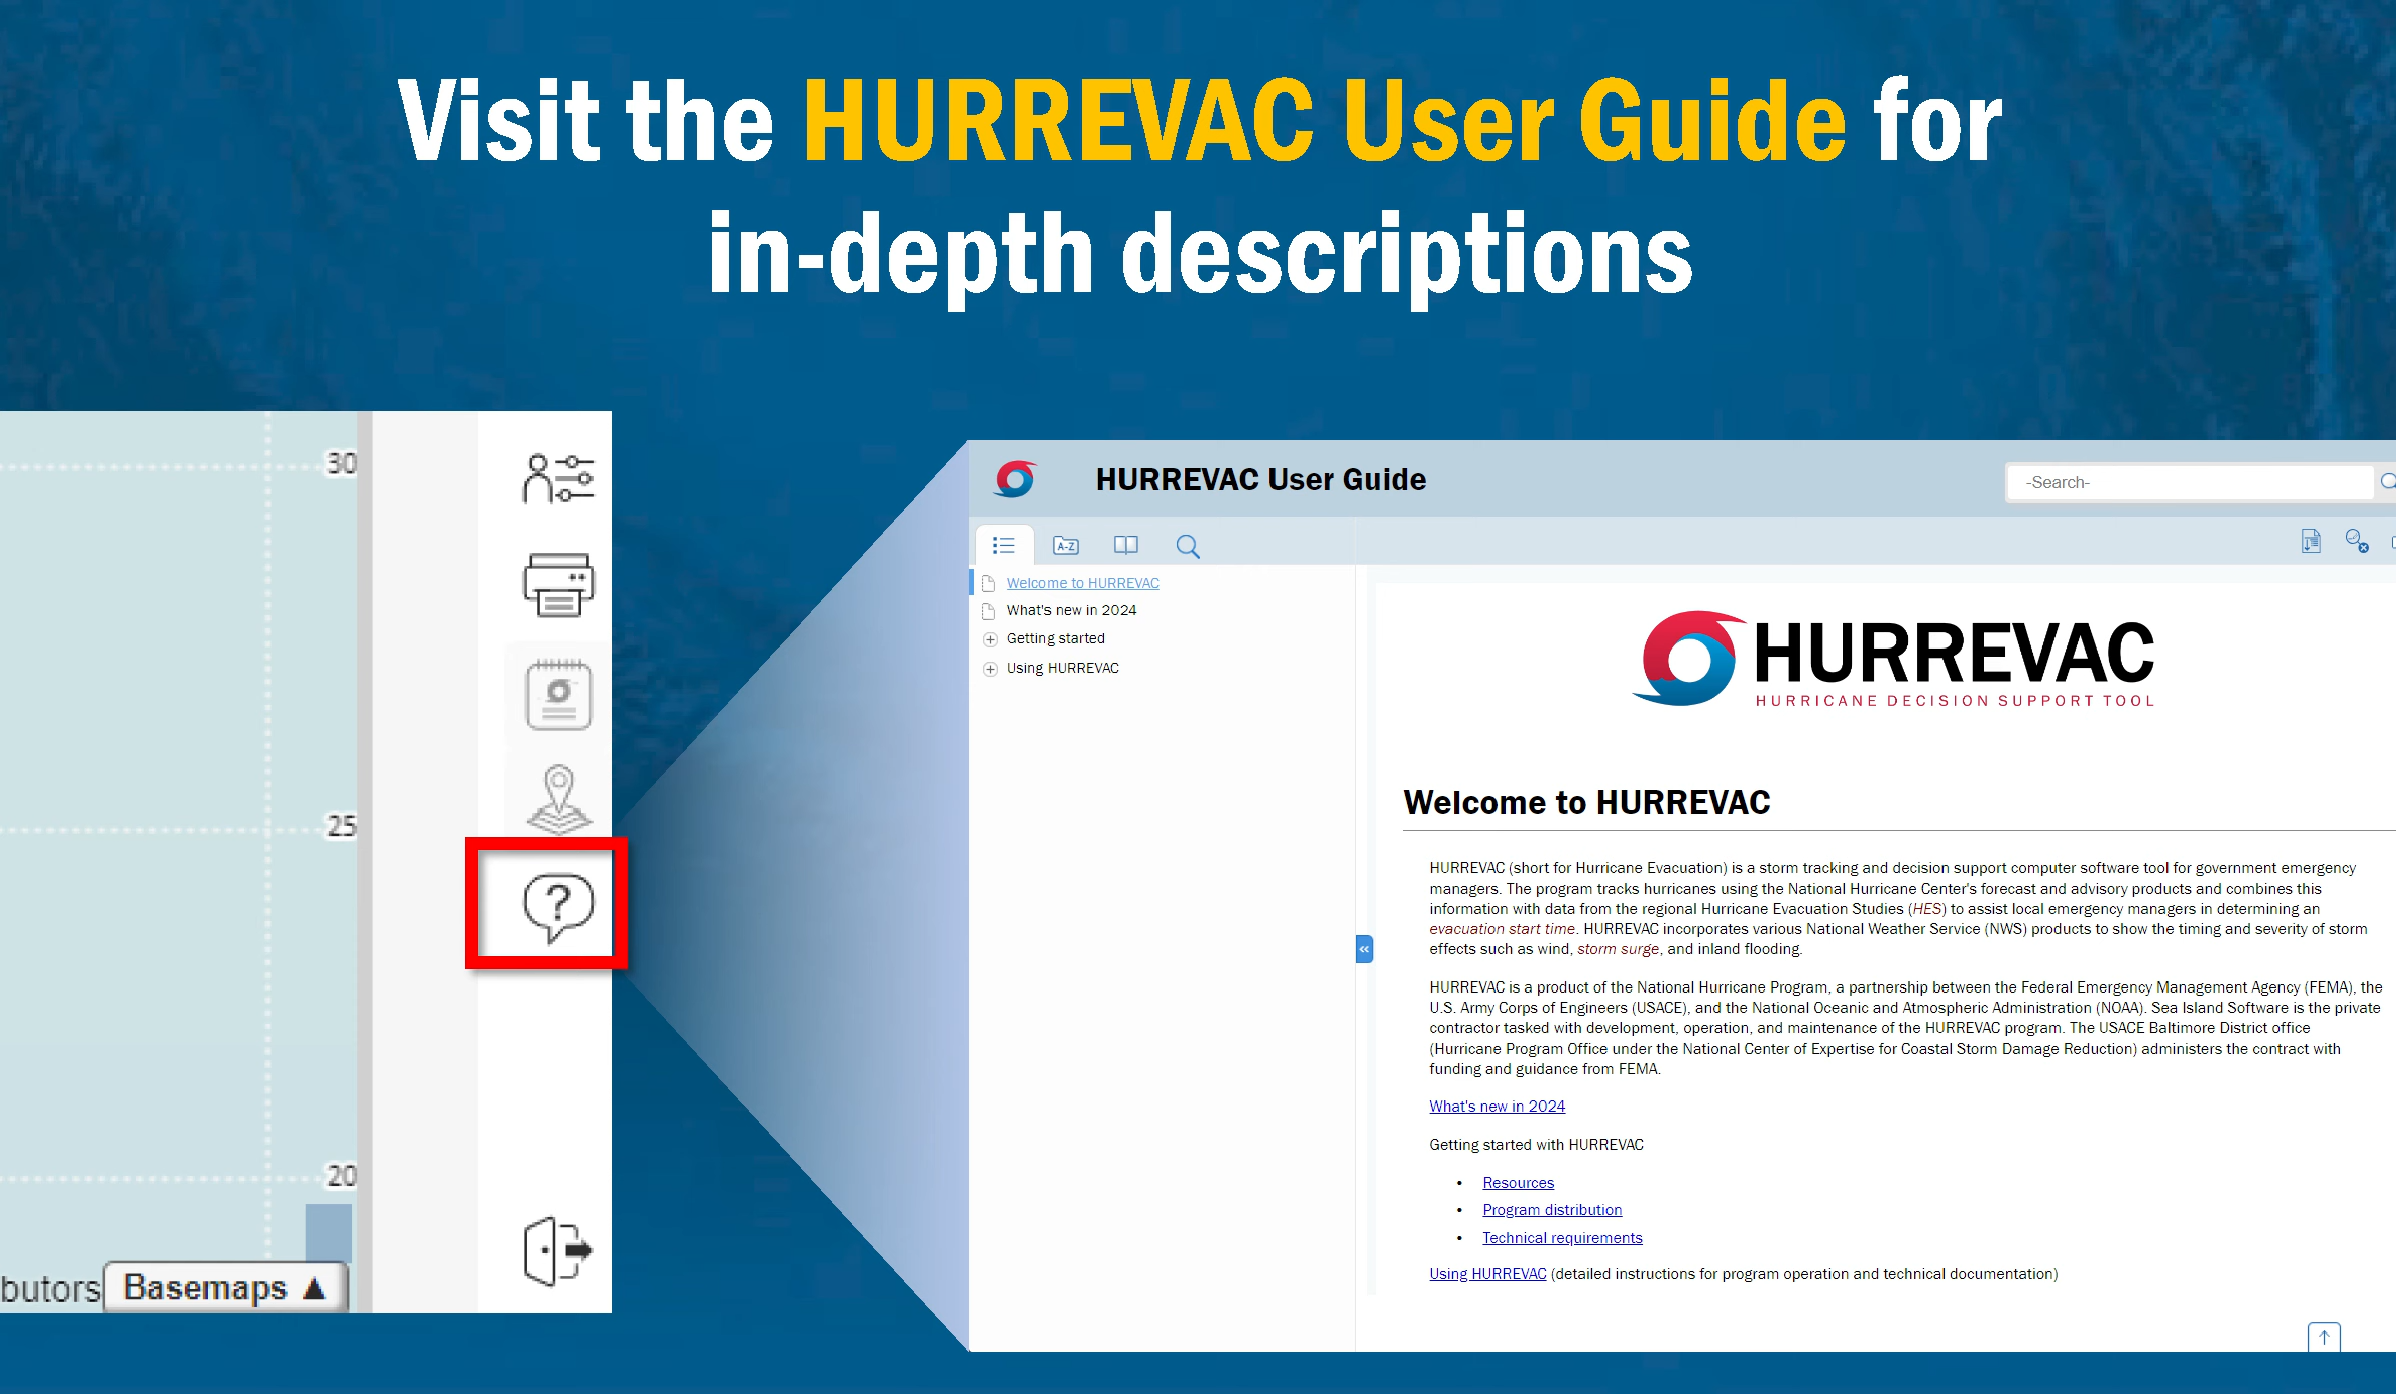 Visit the HURREVAC User Guide for
in-depth descriptions
30
25
20
butors
Basemaps ▲
?
HURREVAC User Guide
-Search-
A-Z
Welcome to HURREVAC
What's new in 2024
Getting started
Using HURREVAC
HURREVAC
HURRICANE DECISION SUPPORT TOOL
Welcome to HURREVAC
HURREVAC (short for Hurricane Evacuation) is a storm tracking and decision support computer software tool for government emergency
managers. The program tracks hurricanes using the National Hurricane Center's forecast and advisory products and combines this
information with data from the regional Hurricane Evacuation Studies (HES) to assist local emergency managers in determining an
evacuation start time. HURREVAC incorporates various National Weather Service (NWS) products to show the timing and severity of storm
effects such as wind, storm surge, and inland flooding.
HURREVAC is a product of the National Hurricane Program, a partnership between the Federal Emergency Management Agency (FEMA), the
U.S. Army Corps of Engineers (USACE), and the National Oceanic and Atmospheric Administration (NOAA). Sea Island Software is the private
contractor tasked with development, operation, and maintenance of the HURREVAC program. The USACE Baltimore District office
(Hurricane Program Office under the National Center of Expertise for Coastal Storm Damage Reduction) administers the contract with
funding and guidance from FEMA.
What's new in 2024
Getting started with HURREVAC
• Resources
• Program distribution
• Technical requirements
Using HURREVAC (detailed instructions for program operation and technical documentation)